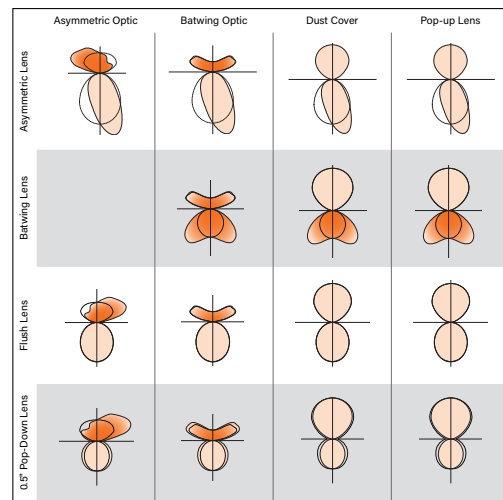 Asymmetric Optic
Batwing Optic
Dust Cover
Pop-up Lens
Asymmetric Lens
Batwing Lens
Flush Lens
0.5" Pop-Down Lens